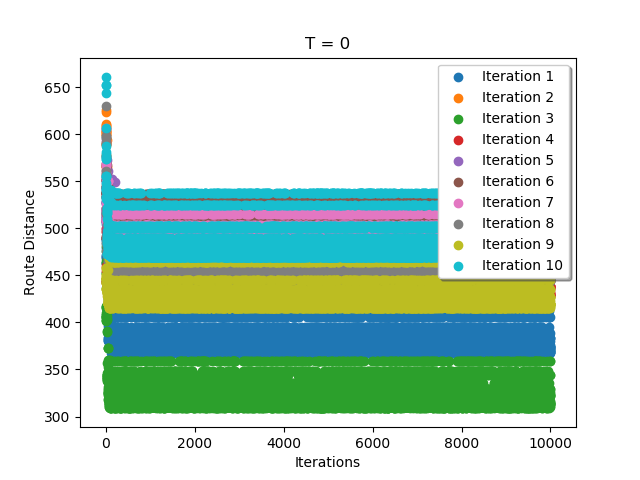 T = 0
Route Distance
650
600
550
500
450
400
350
300
0
2000
4000
6000
8000
10000
Iterations
Iteration 1
Iteration 2
Iteration 3
Iteration 4
Iteration 5
Iteration 6
Iteration 7
Iteration 8
Iteration 9
Iteration 10